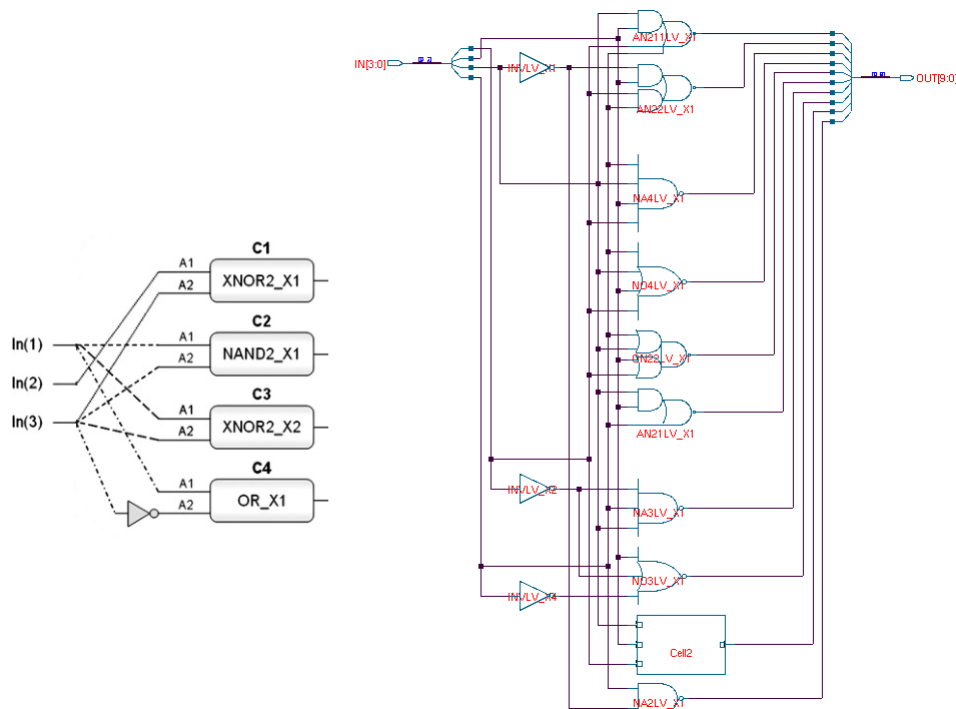 C1
A1
A2
XNOR2_X1
C2
In(1)
A1
A2
NAND2_X1
In(2)
C3
In(3)
A1
A2
XNOR2_X2
C4
A1
A2
OR_X1
IN[3:0]
OUT[9:0]
AN211LV_X1
INVLV_X1
AN22LV_X1
NA4LV_X1
NO4LV_X1
ON22LV_X1
AN21LV_X1
INVLV_X2
NA3LV_X1
NO3LV_X1
INVLV_X4
Cell2
NA2LV_X1